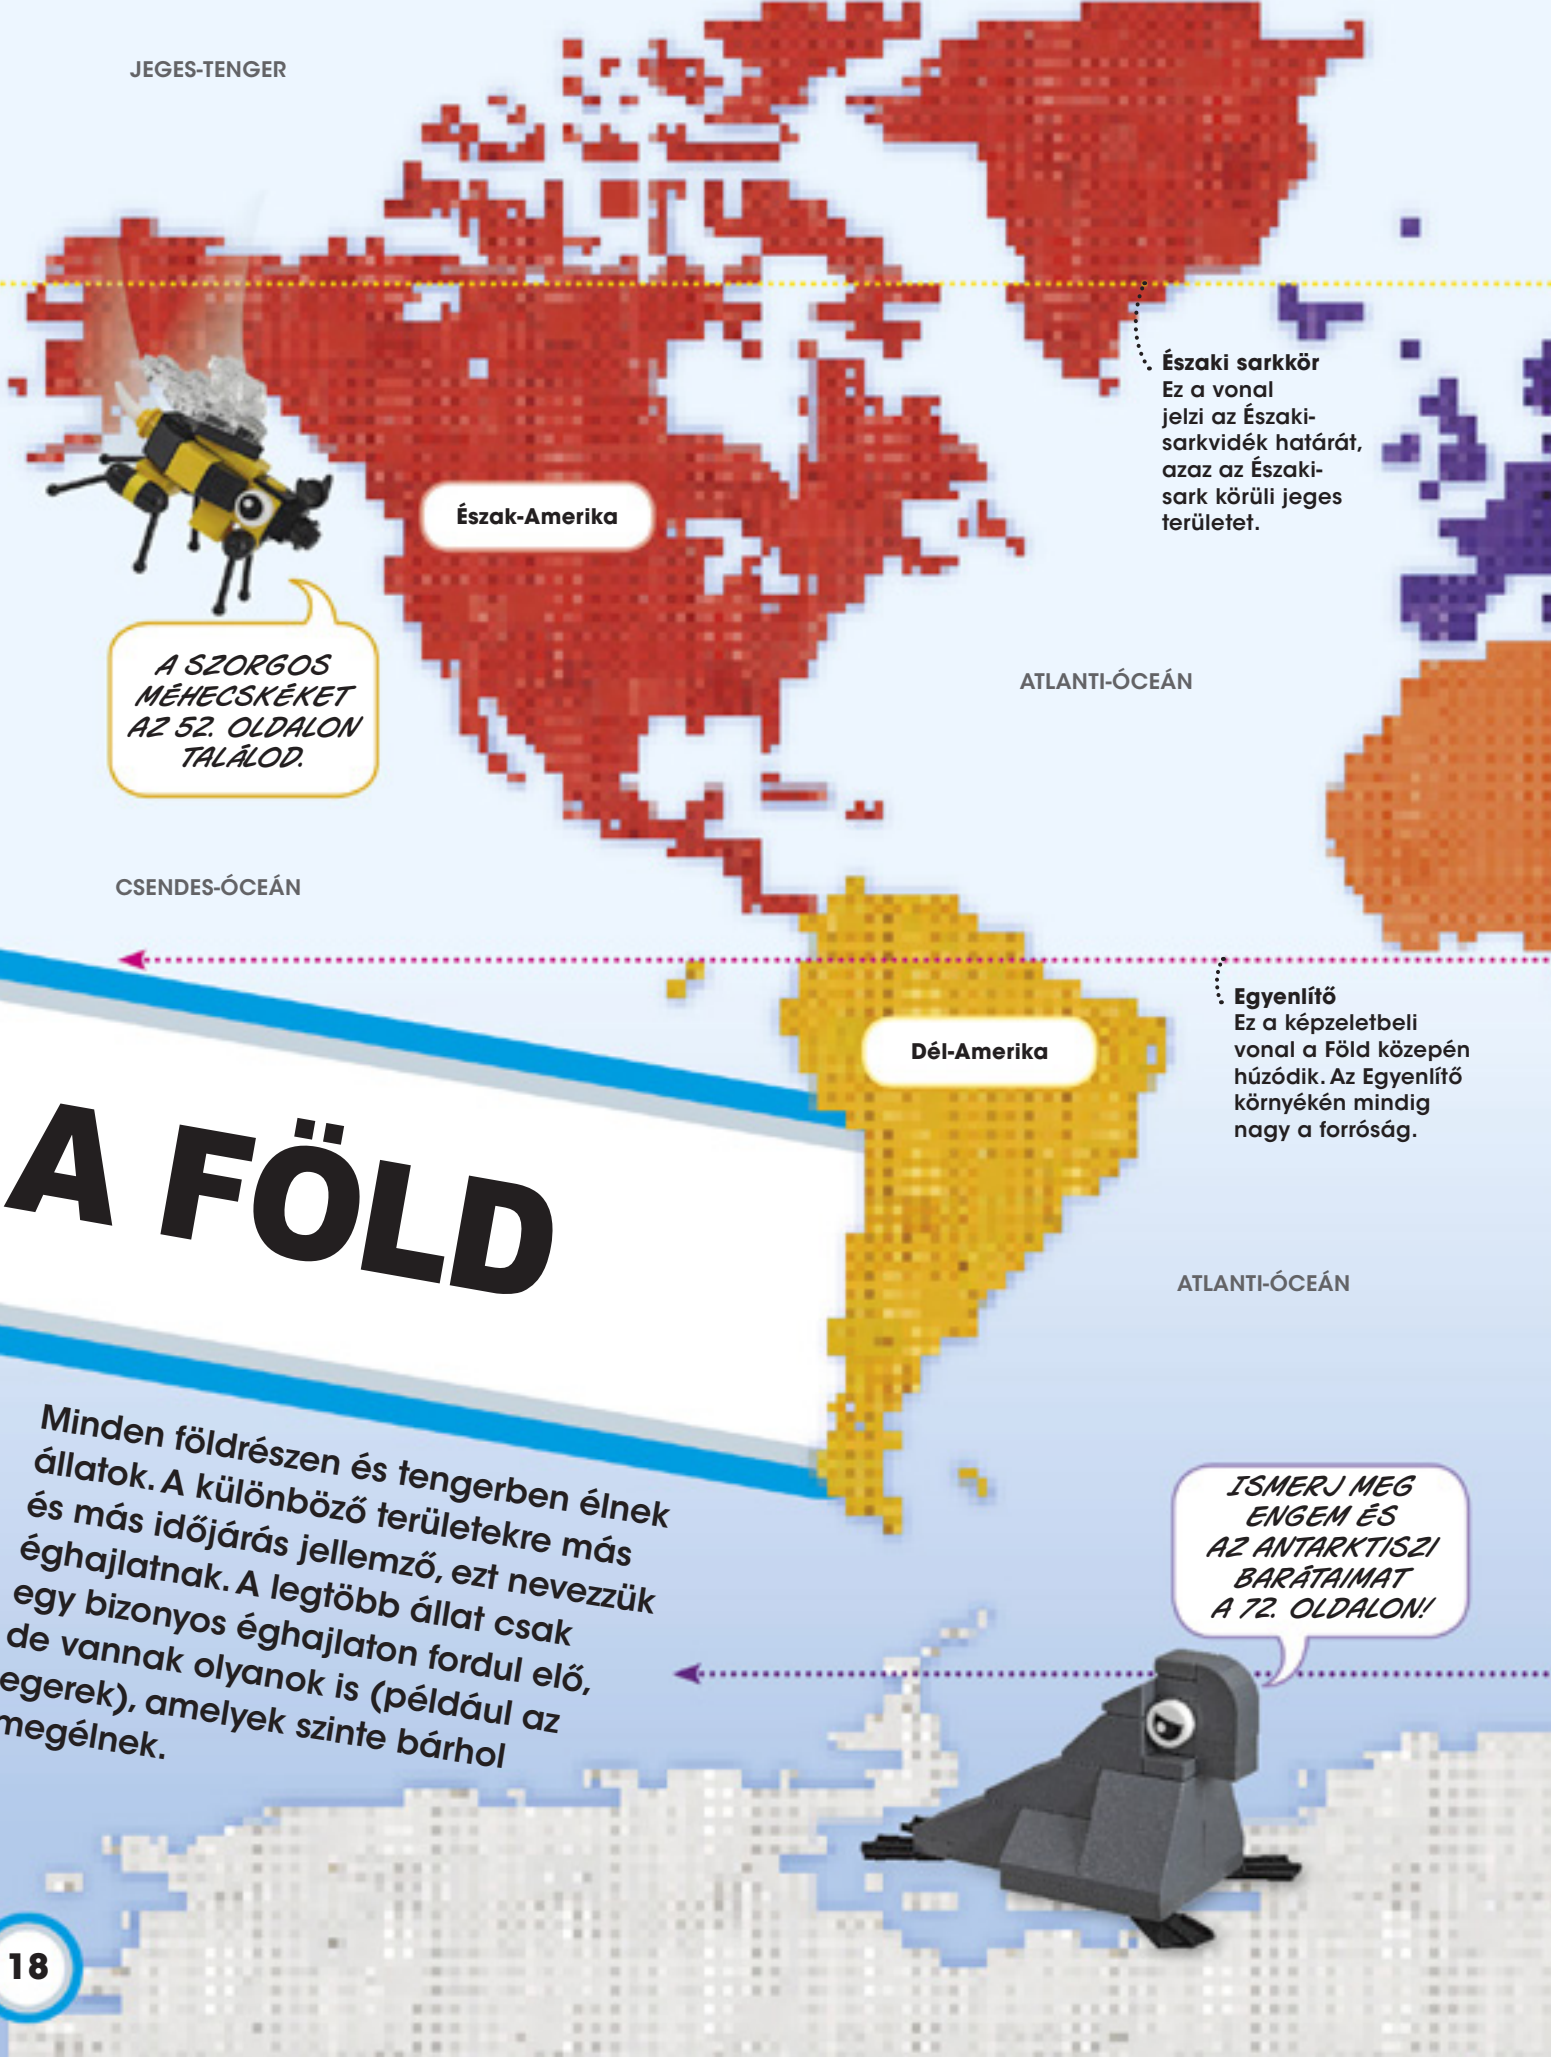 JEGES-TENGER
Északi sarkkör
Ez a vonal
jelzi az Északi-
sarkvidék határát,
azaz az Északi-
sark körüli jeges
területet.
Észak-Amerika
A SZORGOS
MÉHECSKÉKET
AZ 52. OLDALON
TALÁLOD.
ATLANTI-ÓCEÁN
CSENDES-ÓCEÁN
Egyenlítő
Ez a képzeletbeli
vonal a Föld közepén
húzódik. Az Egyenlítő
környékén mindig
nagy a forróság.
Dél-Amerika
A FÖLD
ATLANTI-ÓCEÁN
Minden földrészen és tengerben élnek
állatok. A különböző területekre más
és más időjárás jellemző, ezt nevezzük
éghajlatnak. A legtöbb állat csak
egy bizonyos éghajlaton fordul elő,
de vannak olyanok is (például az
egerek), amelyek szinte bárhol
megélnek.
ISMERJ MEG
ENGEM ÉS
AZ ANTARKTISZI
BARÁTAIMAT
A 72. OLDALON!
18